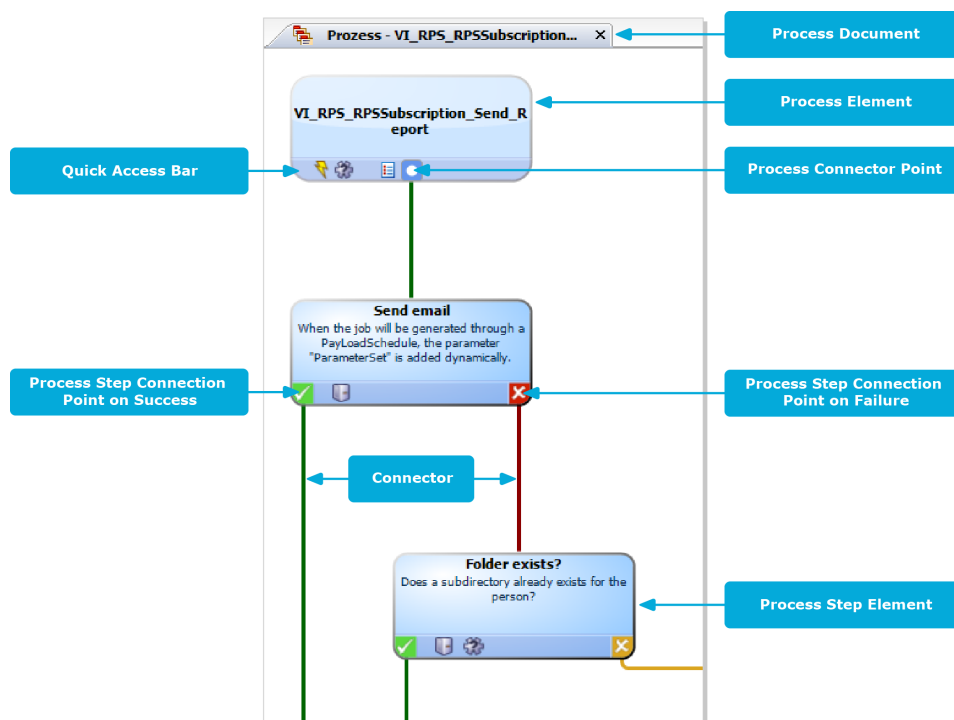 Prozess - VI_RPS_RPSSubscription...
Process Document
VI_RPS_RPSSubscription_Send_R
eport
Process Element
Quick Access Bar
Process Connector Point
Send email
When the job will be generated through a
PayLoadSchedule, the parameter
"ParameterSet" is added dynamically.
Process Step Connection
Point on Success
Process Step Connection
Point on Failure
Connector
Folder exists?
Does a subdirectory already exists for the
person?
Process Step Element